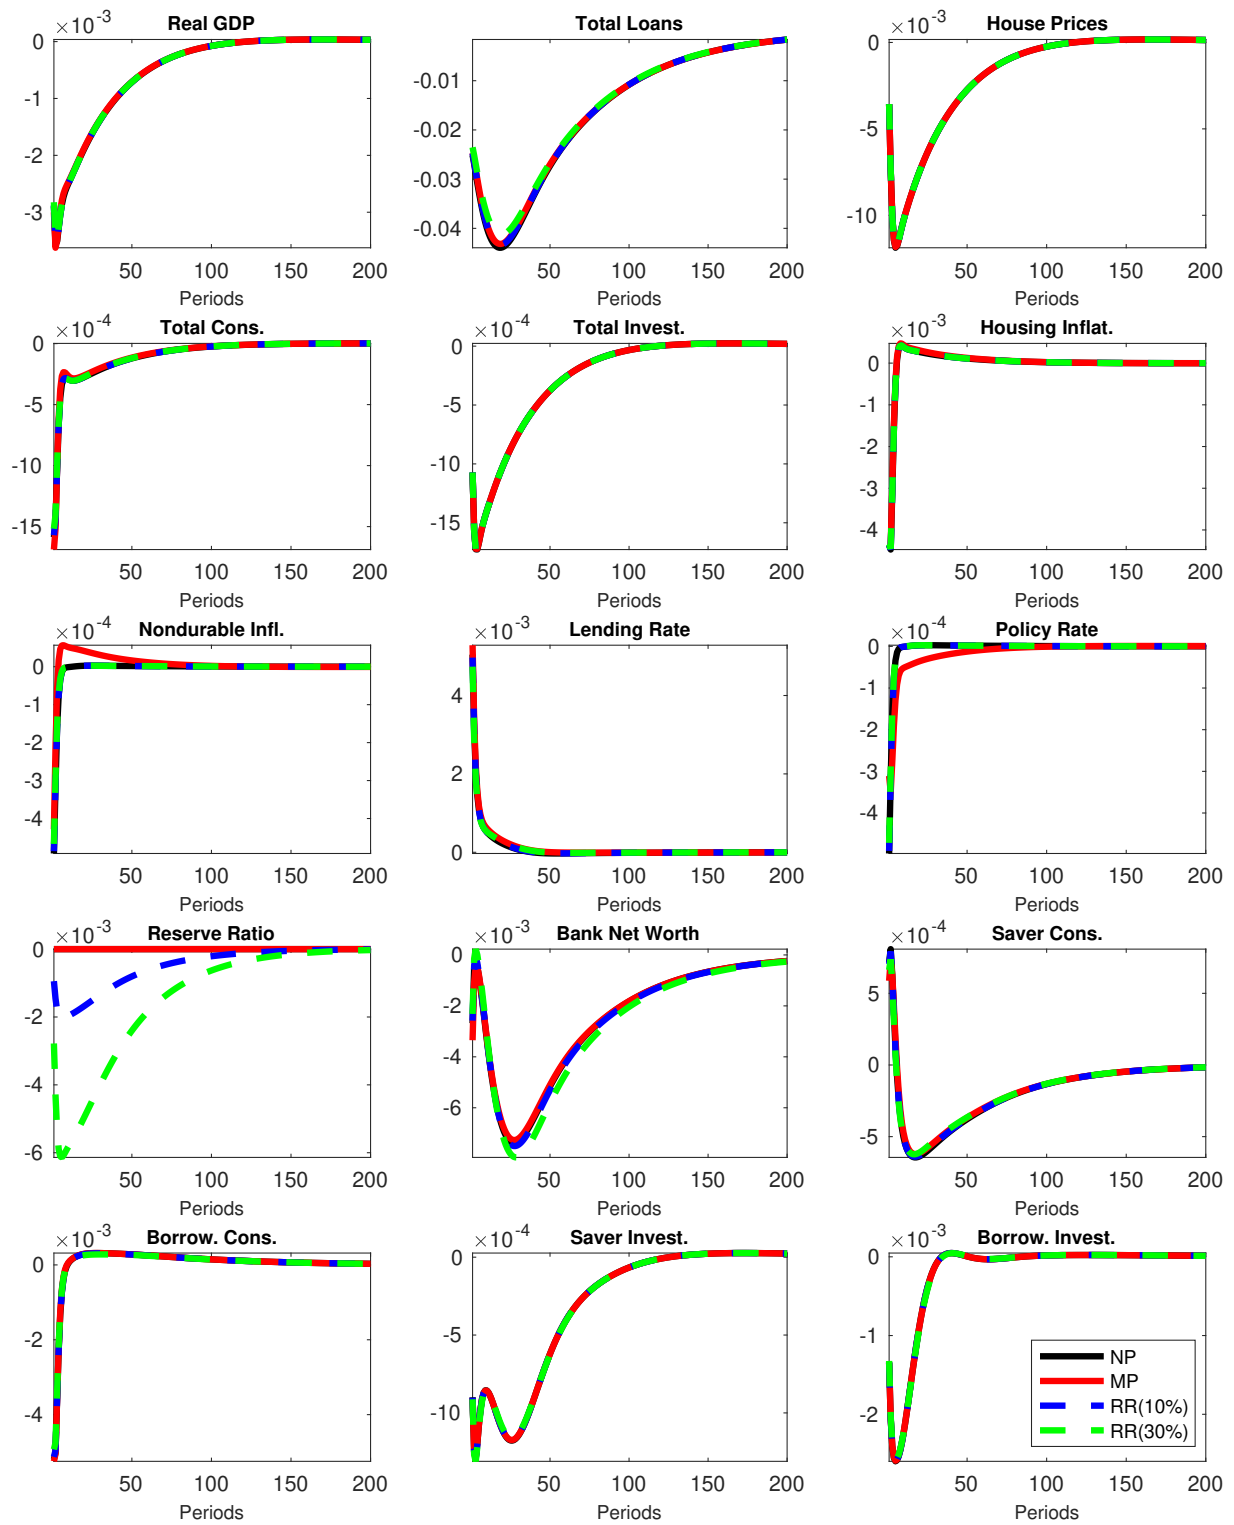 Real GDP
×10^-3
0
-1
-2
-3
50 100 150 200
Periods
Total Loans
-0.01
-0.02
-0.03
-0.04
50 100 150 200
Periods
House Prices
×10^-3
0
-5
-10
50 100 150 200
Periods
Total Cons.
×10^-4
0
-5
-10
-15
50 100 150 200
Periods
Total Invest.
×10^-4
0
-5
-10
-15
50 100 150 200
Periods
Housing Inflat.
×10^-3
0
-1
-2
-3
-4
50 100 150 200
Periods
Nondurable Infl.
×10^-4
0
-1
-2
-3
-4
50 100 150 200
Periods
Lending Rate
×10^-3
4
2
0
50 100 150 200
Periods
Policy Rate
×10^-4
0
-1
-2
-3
-4
50 100 150 200
Periods
Reserve Ratio
×10^-3
0
-2
-4
-6
50 100 150 200
Periods
Bank Net Worth
×10^-3
0
-2
-4
-6
50 100 150 200
Periods
Saver Cons.
×10^-4
5
0
-5
50 100 150 200
Periods
Borrow. Cons.
×10^-3
0
-2
-4
50 100 150 200
Periods
Saver Invest.
×10^-4
0
-5
-10
50 100 150 200
Periods
Borrow. Invest.
×10^-3
0
-1
-2
NP
MP
RR(10%)
RR(30%)
50 100 150 200
Periods